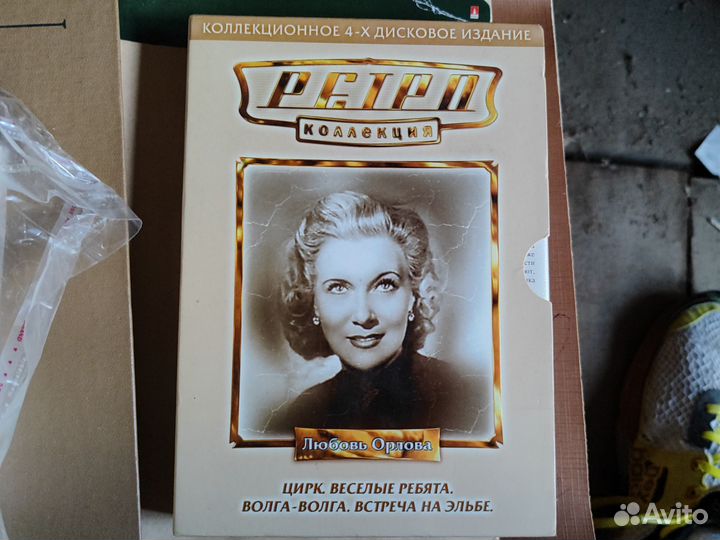 КОЛЛЕКЦИОННОЕ 4-Х ДИСКОВОЕ ИЗДАНИЕ
РЕТРО
КОЛЛЕКЦИЯ
Любовь Орлова
ЦИРК. ВЕСЕЛЫЕ РЕБЯТА.
ВОЛГА-ВОЛГА. ВСТРЕЧА НА ЭЛЬБЕ.
Avito